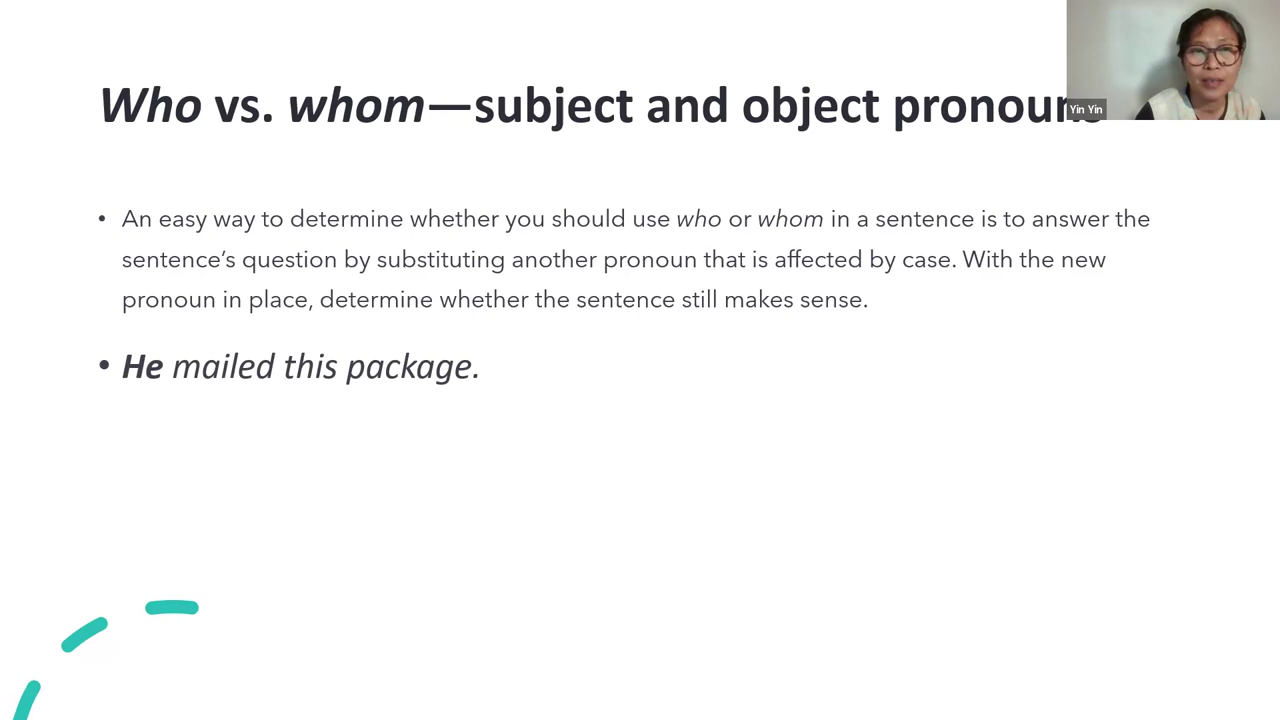 Who vs. whom—subject and object pronouns
Yin Yin
• An easy way to determine whether you should use who or whom in a sentence is to answer the
sentence’s question by substituting another pronoun that is affected by case. With the new
pronoun in place, determine whether the sentence still makes sense.
• He mailed this package.